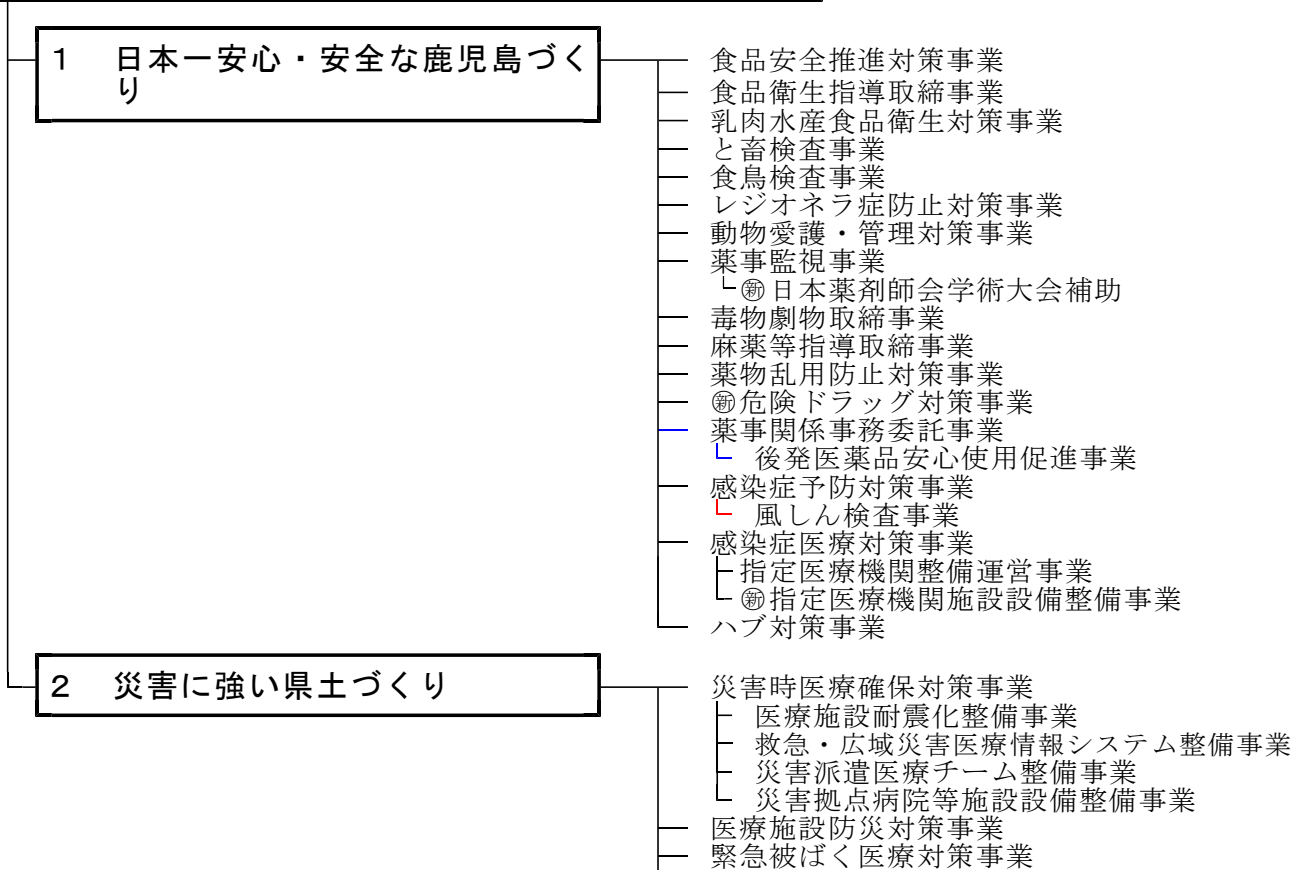 １　日本一安心・安全な鹿児島づく
り
食品安全推進対策事業
食品衛生指導取締事業
乳肉水産食品衛生対策事業
と畜検査事業
食鳥検査事業
レジオネラ症防止対策事業
動物愛護・管理対策事業
薬事監視事業
㊟日本薬剤師会学術大会補助
毒物劇物取締事業
麻薬等指導取締事業
薬物乱用防止対策事業
新危険ドラッグ対策事業
薬事関係事務委託事業
後発医薬品安心使用促進事業
感染症予防対策事業
風しん検査事業
感染症医療対策事業
指定医療機関整備運営事業
新指定医療機関施設設備整備事業
ハブ対策事業
２　災害に強い県土づくり
災害時医療確保対策事業
医療施設耐震化整備事業
救急・広域災害医療情報システム整備事業
災害派遣医療チーム整備事業
災害拠点病院等施設設備整備事業
医療施設防災対策事業
緊急被ばく医療対策事業